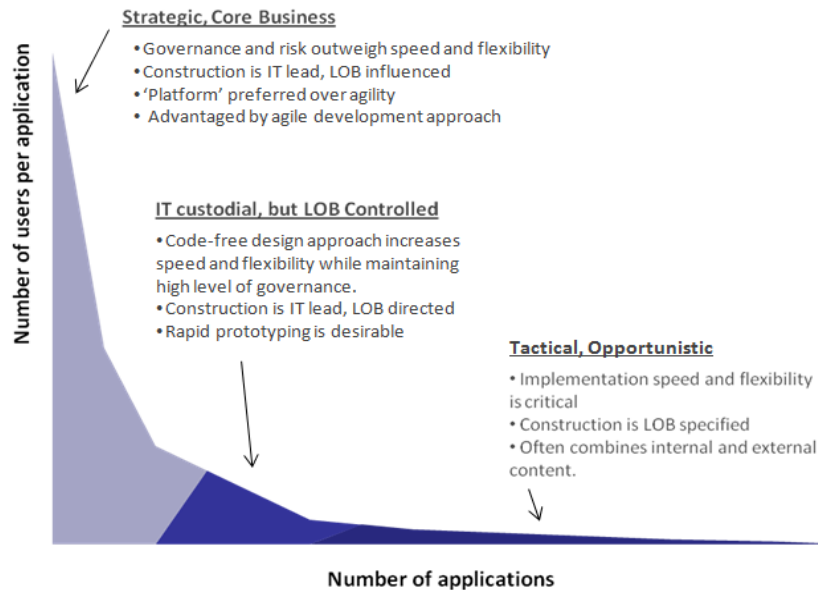 Strategic, Core Business
•Governance and risk outweigh speed and flexibility
•Construction is IT lead, LOB influenced
•‘Platform’ preferred over agility
• Advantaged by agile development approach
Number of users per application
IT custodial, but LOB Controlled
•Code-free design approach increases
speed and flexibility while maintaining
high level of governance.
•Construction is IT lead, LOB directed
•Rapid prototyping is desirable
Tactical, Opportunistic
• Implementation speed and flexibility
is critical
• Construction is LOB specified
• Often combines internal and external
content.
Number of applications